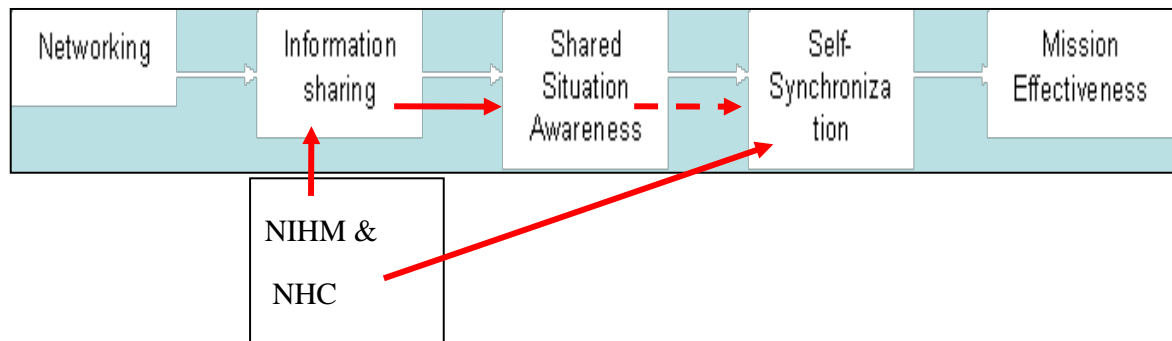 Networking
Information
sharing
Shared
Situation
Awareness
Self-
Synchroniza
tion
Mission
Effectiveness
NIHM &
NHC